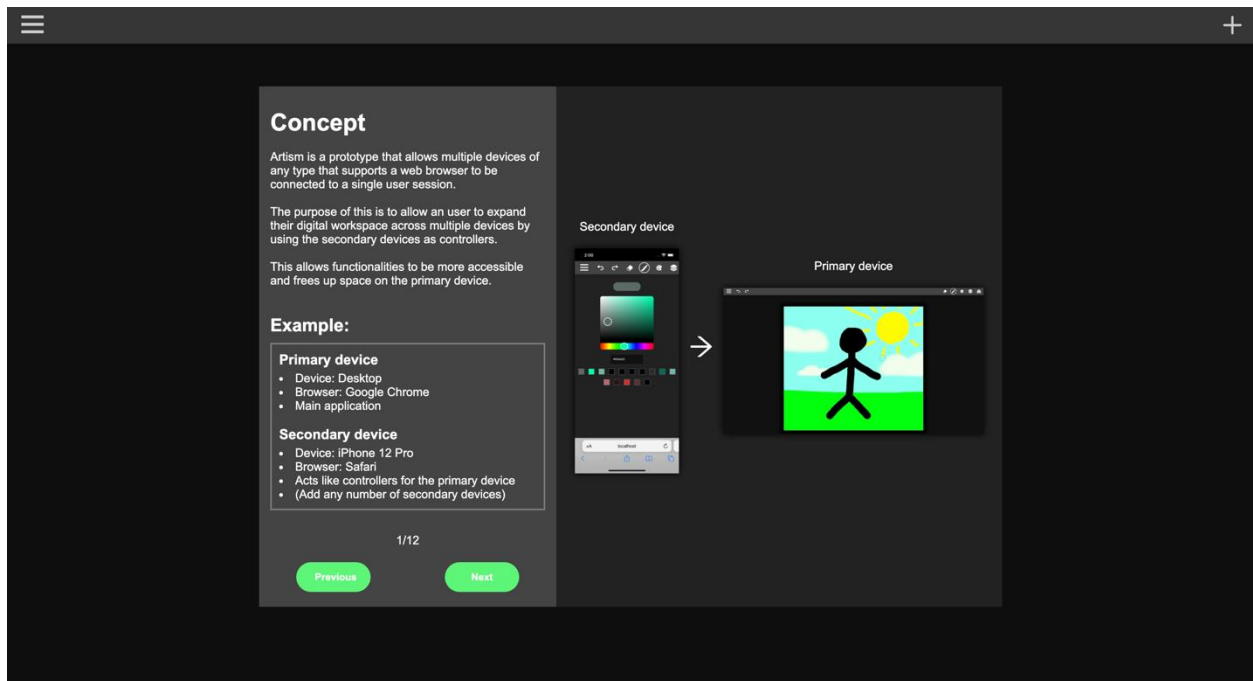 Concept
Artism is a prototype that allows multiple devices of
any type that supports a web browser to be
connected to a single user session.
The purpose of this is to allow an user to expand
their digital workspace across multiple devices by
using the secondary devices as controllers.
This allows functionalities to be more accessible
and frees up space on the primary device.
Example:
Primary device
• Device: Desktop
• Browser: Google Chrome
• Main application
Secondary device
• Device: iPhone 12 Pro
• Browser: Safari
• Acts like controllers for the primary device
• (Add any number of secondary devices)
1/12
Previous
Next
Secondary device
AA
localhost
Primary device